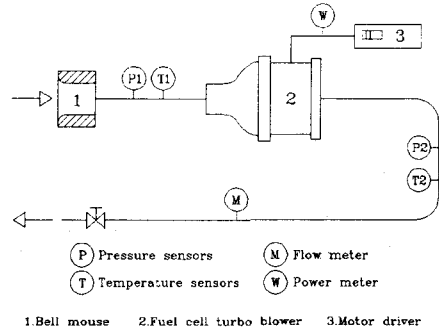 W
3
P1 T1
1
2
P2
T2
M
P Pressure sensors M Flow meter
T Temperature sensors W Power meter
1.Bell mouse 2.Fuel cell turbo blower 3.Motor driver